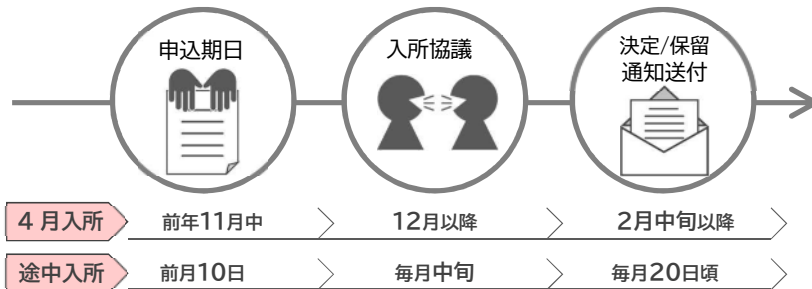 申込期日
入所協議
決定/保留
通知送付
4月入所
前年11月中
12月以降
2月中旬以降
途中入所
前月10日
毎月中旬
毎月20日頃